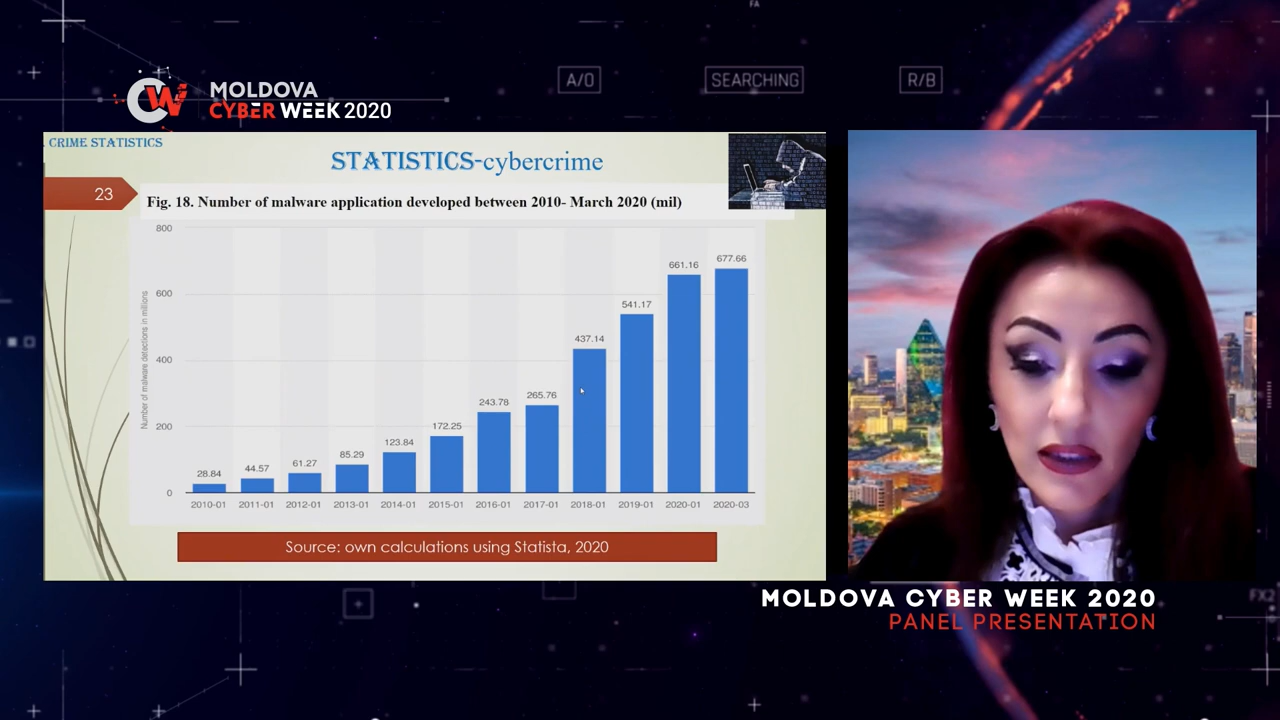 FA
A/0
SEARCHING
R/B
MOLDOVA
CYBER WEEK 2020
CW
CRIME STATISTICS
STATISTICS-cybercrime
23
Fig. 18. Number of malware application developed between 2010- March 2020 (mil)
Number of malware detections in millions
800
600
400
200
0
28.84
44.57
61.27
85.29
123.84
172.25
243.78
265.76
437.14
541.17
661.16
677.66
2010-01 2011-01 2012-01 2013-01 2014-01 2015-01 2016-01 2017-01 2018-01 2019-01 2020-01 2020-03
Source: own calculations using Statista, 2020
MOLDOVA CYBER WEEK 2020
PANEL PRESENTATION
FX2